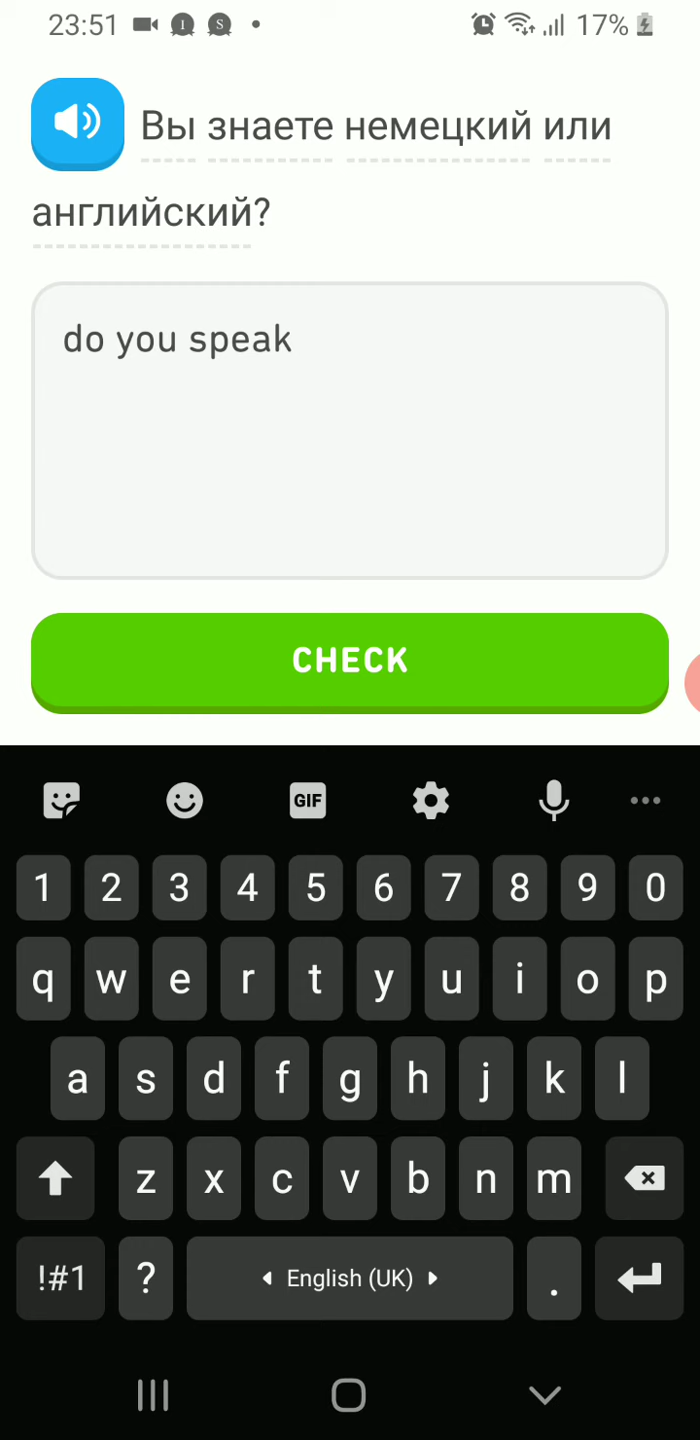 23:51 I S 17%
Вы знаете немецкий или
английский?
do you speak
CHECK
GIF
1 2 3 4 5 6 7 8 9 0
q w e r t y u i o p
a s d f g h j k l
z x c v b n m
!#1 ? English (UK) .